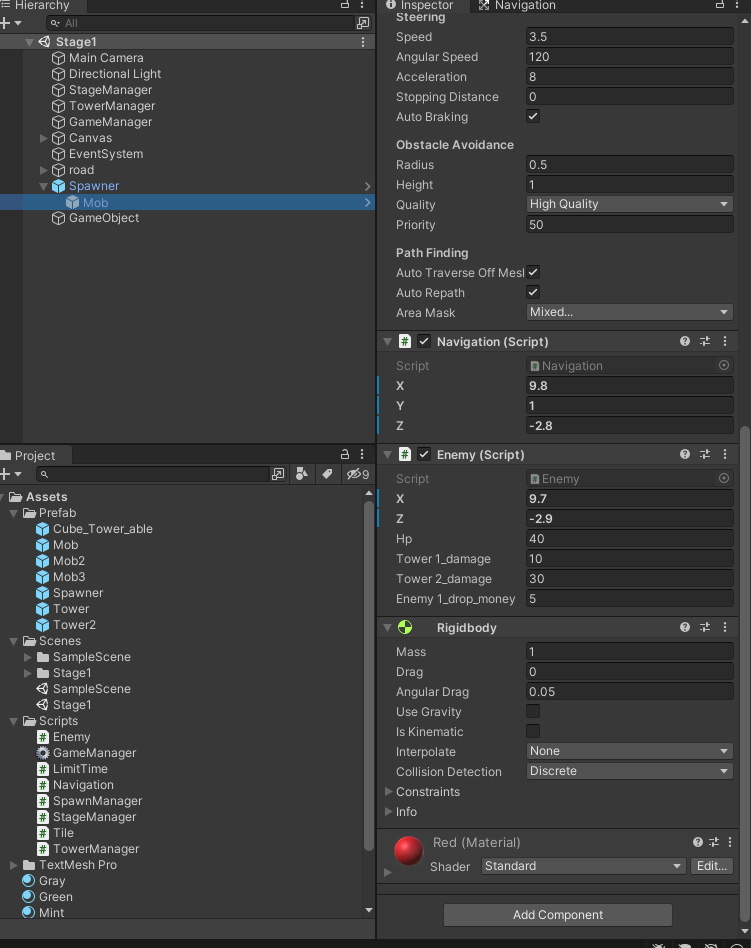 Hierarchy
All
Stage1
Main Camera
Directional Light
StageManager
TowerManager
GameManager
Canvas
EventSystem
road
Spawner
Mob
GameObject
Project
9
Assets
Prefab
Cube_Tower_able
Mob
Mob2
Mob3
Spawner
Tower
Tower2
Scenes
SampleScene
Stage1
SampleScene
Stage1
Scripts
Enemy
GameManager
LimitTime
Navigation
SpawnManager
StageManager
Tile
TowerManager
TextMesh Pro
Gray
Green
Mint
Inspector Navigation
Steering
Speed 3.5
Angular Speed 120
Acceleration 8
Stopping Distance 0
Auto Braking
Obstacle Avoidance
Radius 0.5
Height 1
Quality High Quality
Priority 50
Path Finding
Auto Traverse Off Mesl
Auto Repath
Area Mask Mixed...
# Navigation (Script)
Script Navigation
X 9.8
Y 1
Z -2.8
# Enemy (Script)
Script Enemy
X 9.7
Z -2.9
Hp 40
Tower 1_damage 10
Tower 2_damage 30
Enemy 1_drop_money 5
Rigidbody
Mass 1
Drag 0
Angular Drag 0.05
Use Gravity
Is Kinematic
Interpolate None
Collision Detection Discrete
Constraints
Info
Red (Material)
Shader Standard Edit...
Add Component